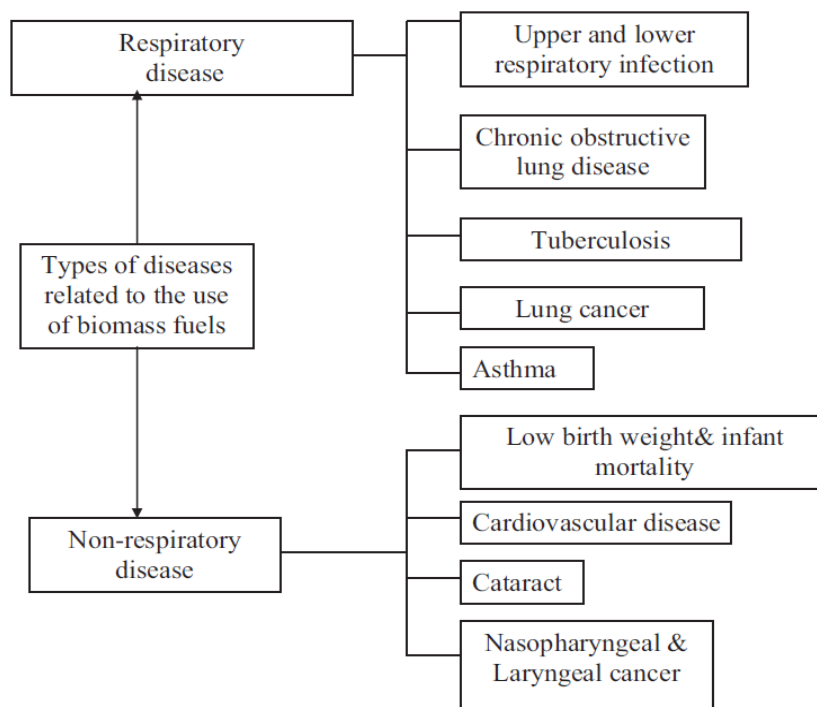 Respiratory
disease
Upper and lower
respiratory infection
Chronic obstructive
lung disease
Tuberculosis
Lung cancer
Asthma
Types of diseases
related to the use
of biomass fuels
Non-respiratory
disease
Low birth weight& infant
mortality
Cardiovascular disease
Cataract
Nasopharyngeal &
Laryngeal cancer